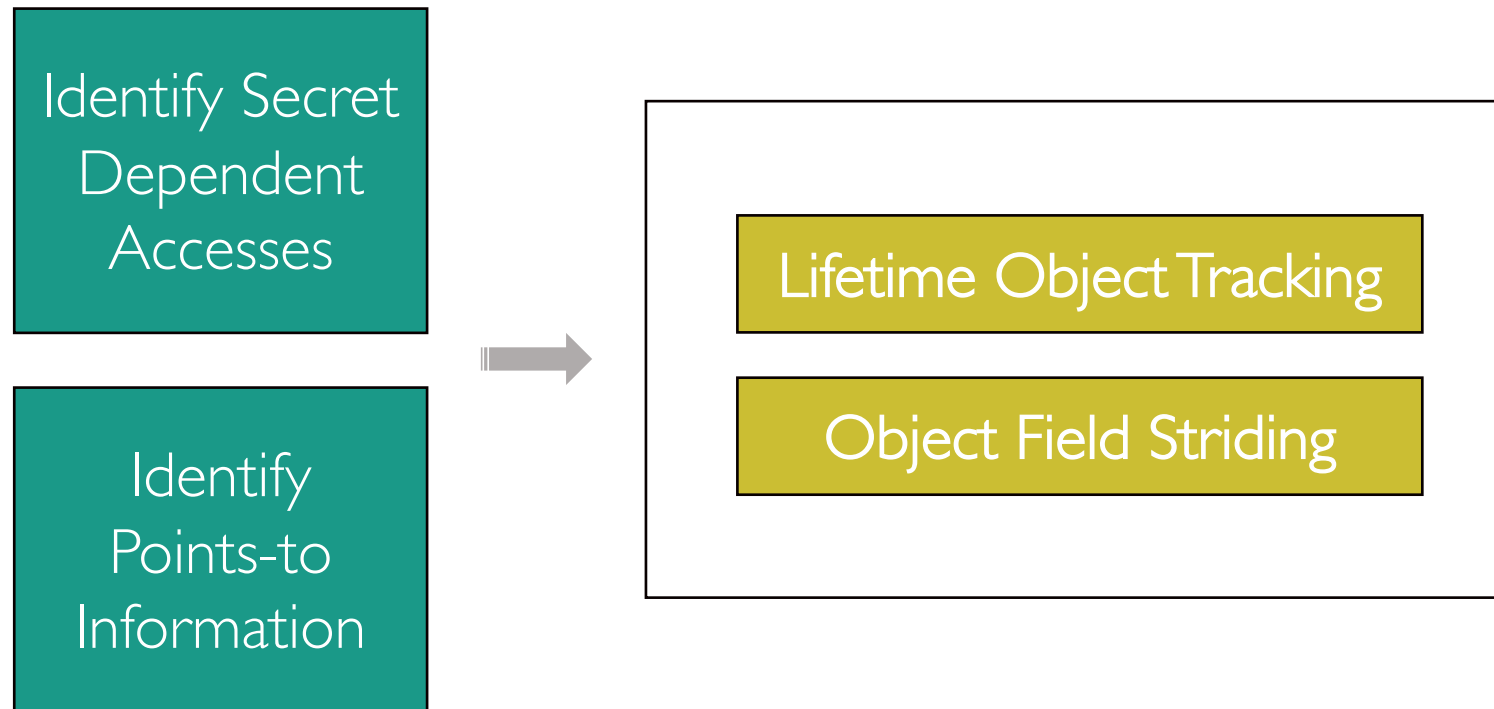 Identify Secret
Dependent
Accesses
Identify
Points-to
Information
Lifetime Object Tracking
Object Field Striding